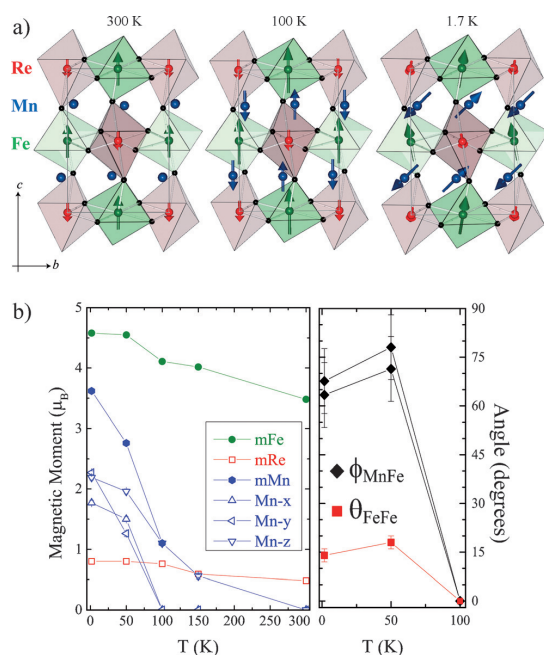 a)
300 K 100 K 1.7 K
Re
Mn
Fe
c
b
b)
Magnetic Moment (μB)
5
4
3
2
1
0
mFe
mRe
mMn
Mn-x
Mn-y
Mn-z
0 50 100 150 200 250 300
T (K)
90
75
60
45
30
15
0
Angle (degrees)
ϕMnFe
θFeFe
0 50 100
T (K)